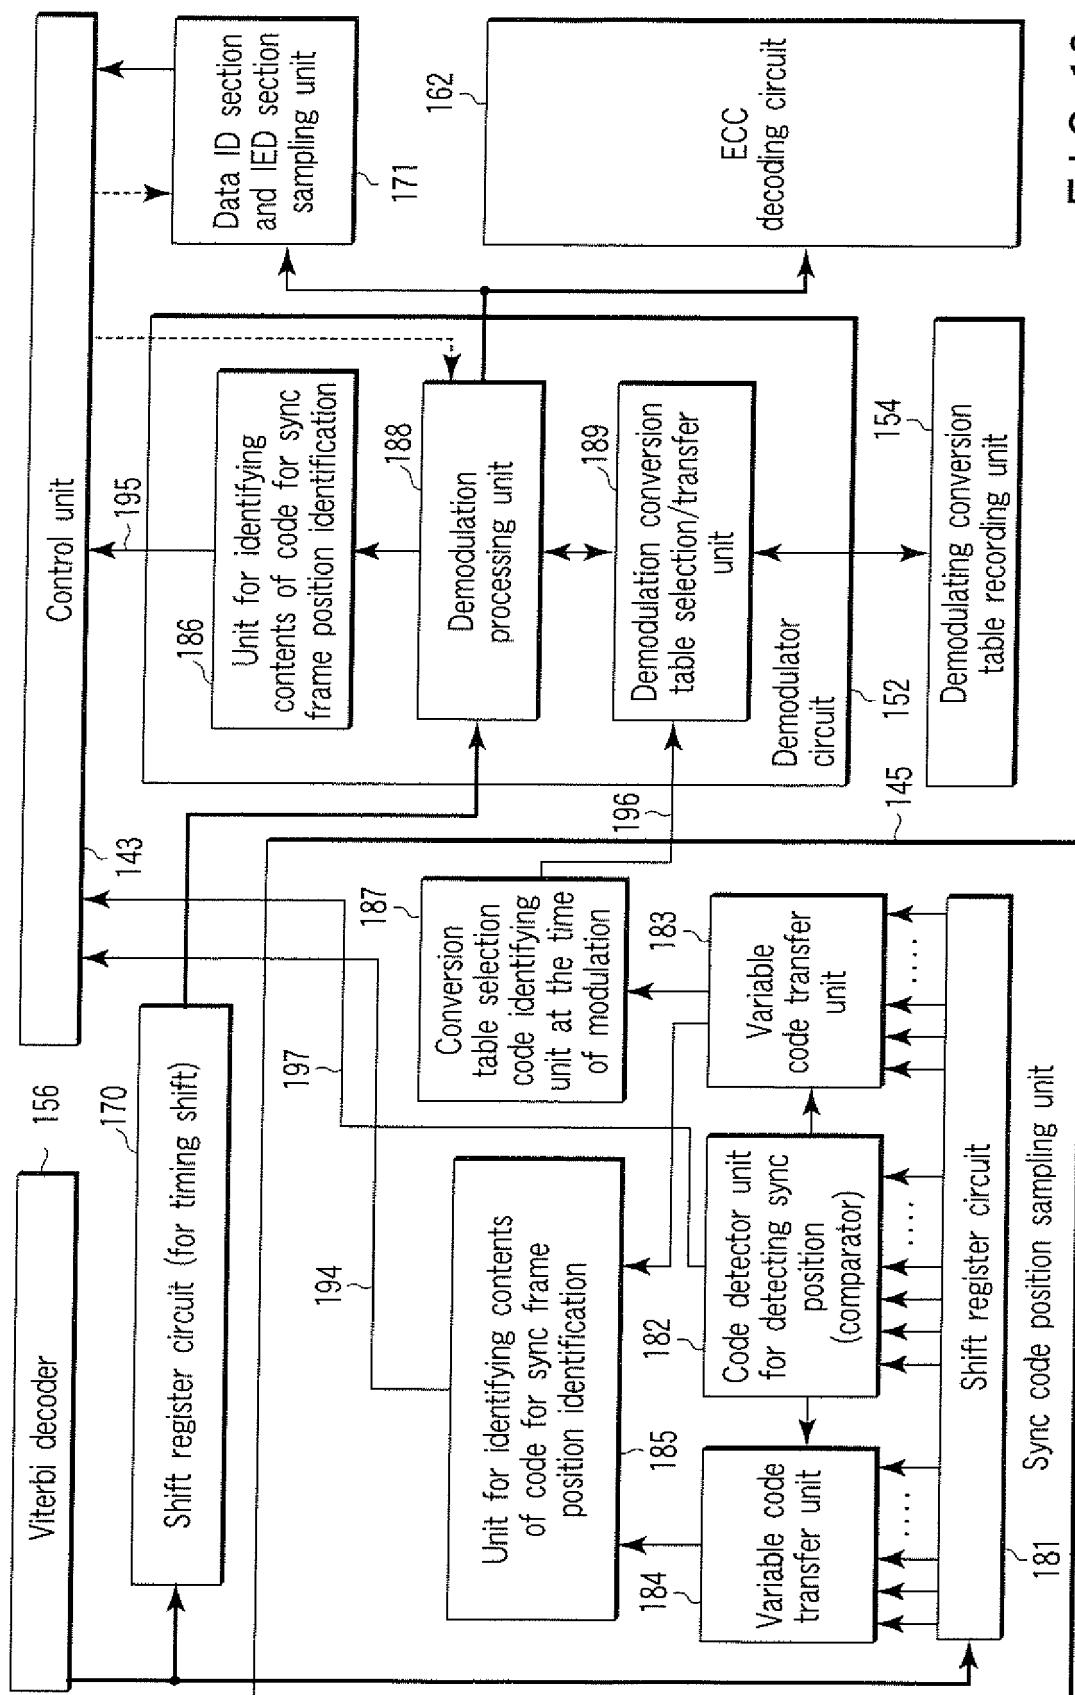 Viterbi decoder
156
Shift register circuit (for timing shift)
170
Control unit
143
194
197
195
Unit for identifying contents
of code for sync frame
position identification
185
Conversion
table selection
code identifying
unit at the time
of modulation
187
196
Variable code
transfer unit
184
Code detector unit
for detecting sync
position
(comparator)
182
Variable
code transfer
unit
183
....
....
....
Shift register circuit
181
Sync code position sampling unit
145
Unit for identifying
contents of code for sync
frame position identification
186
Demodulation
processing unit
188
Demodulation conversion
table selection/transfer
unit
189
Demodulator
circuit
152
Demodulating conversion
table recording unit
154
Data ID section
and IED section
sampling unit
171
ECC
decoding circuit
162